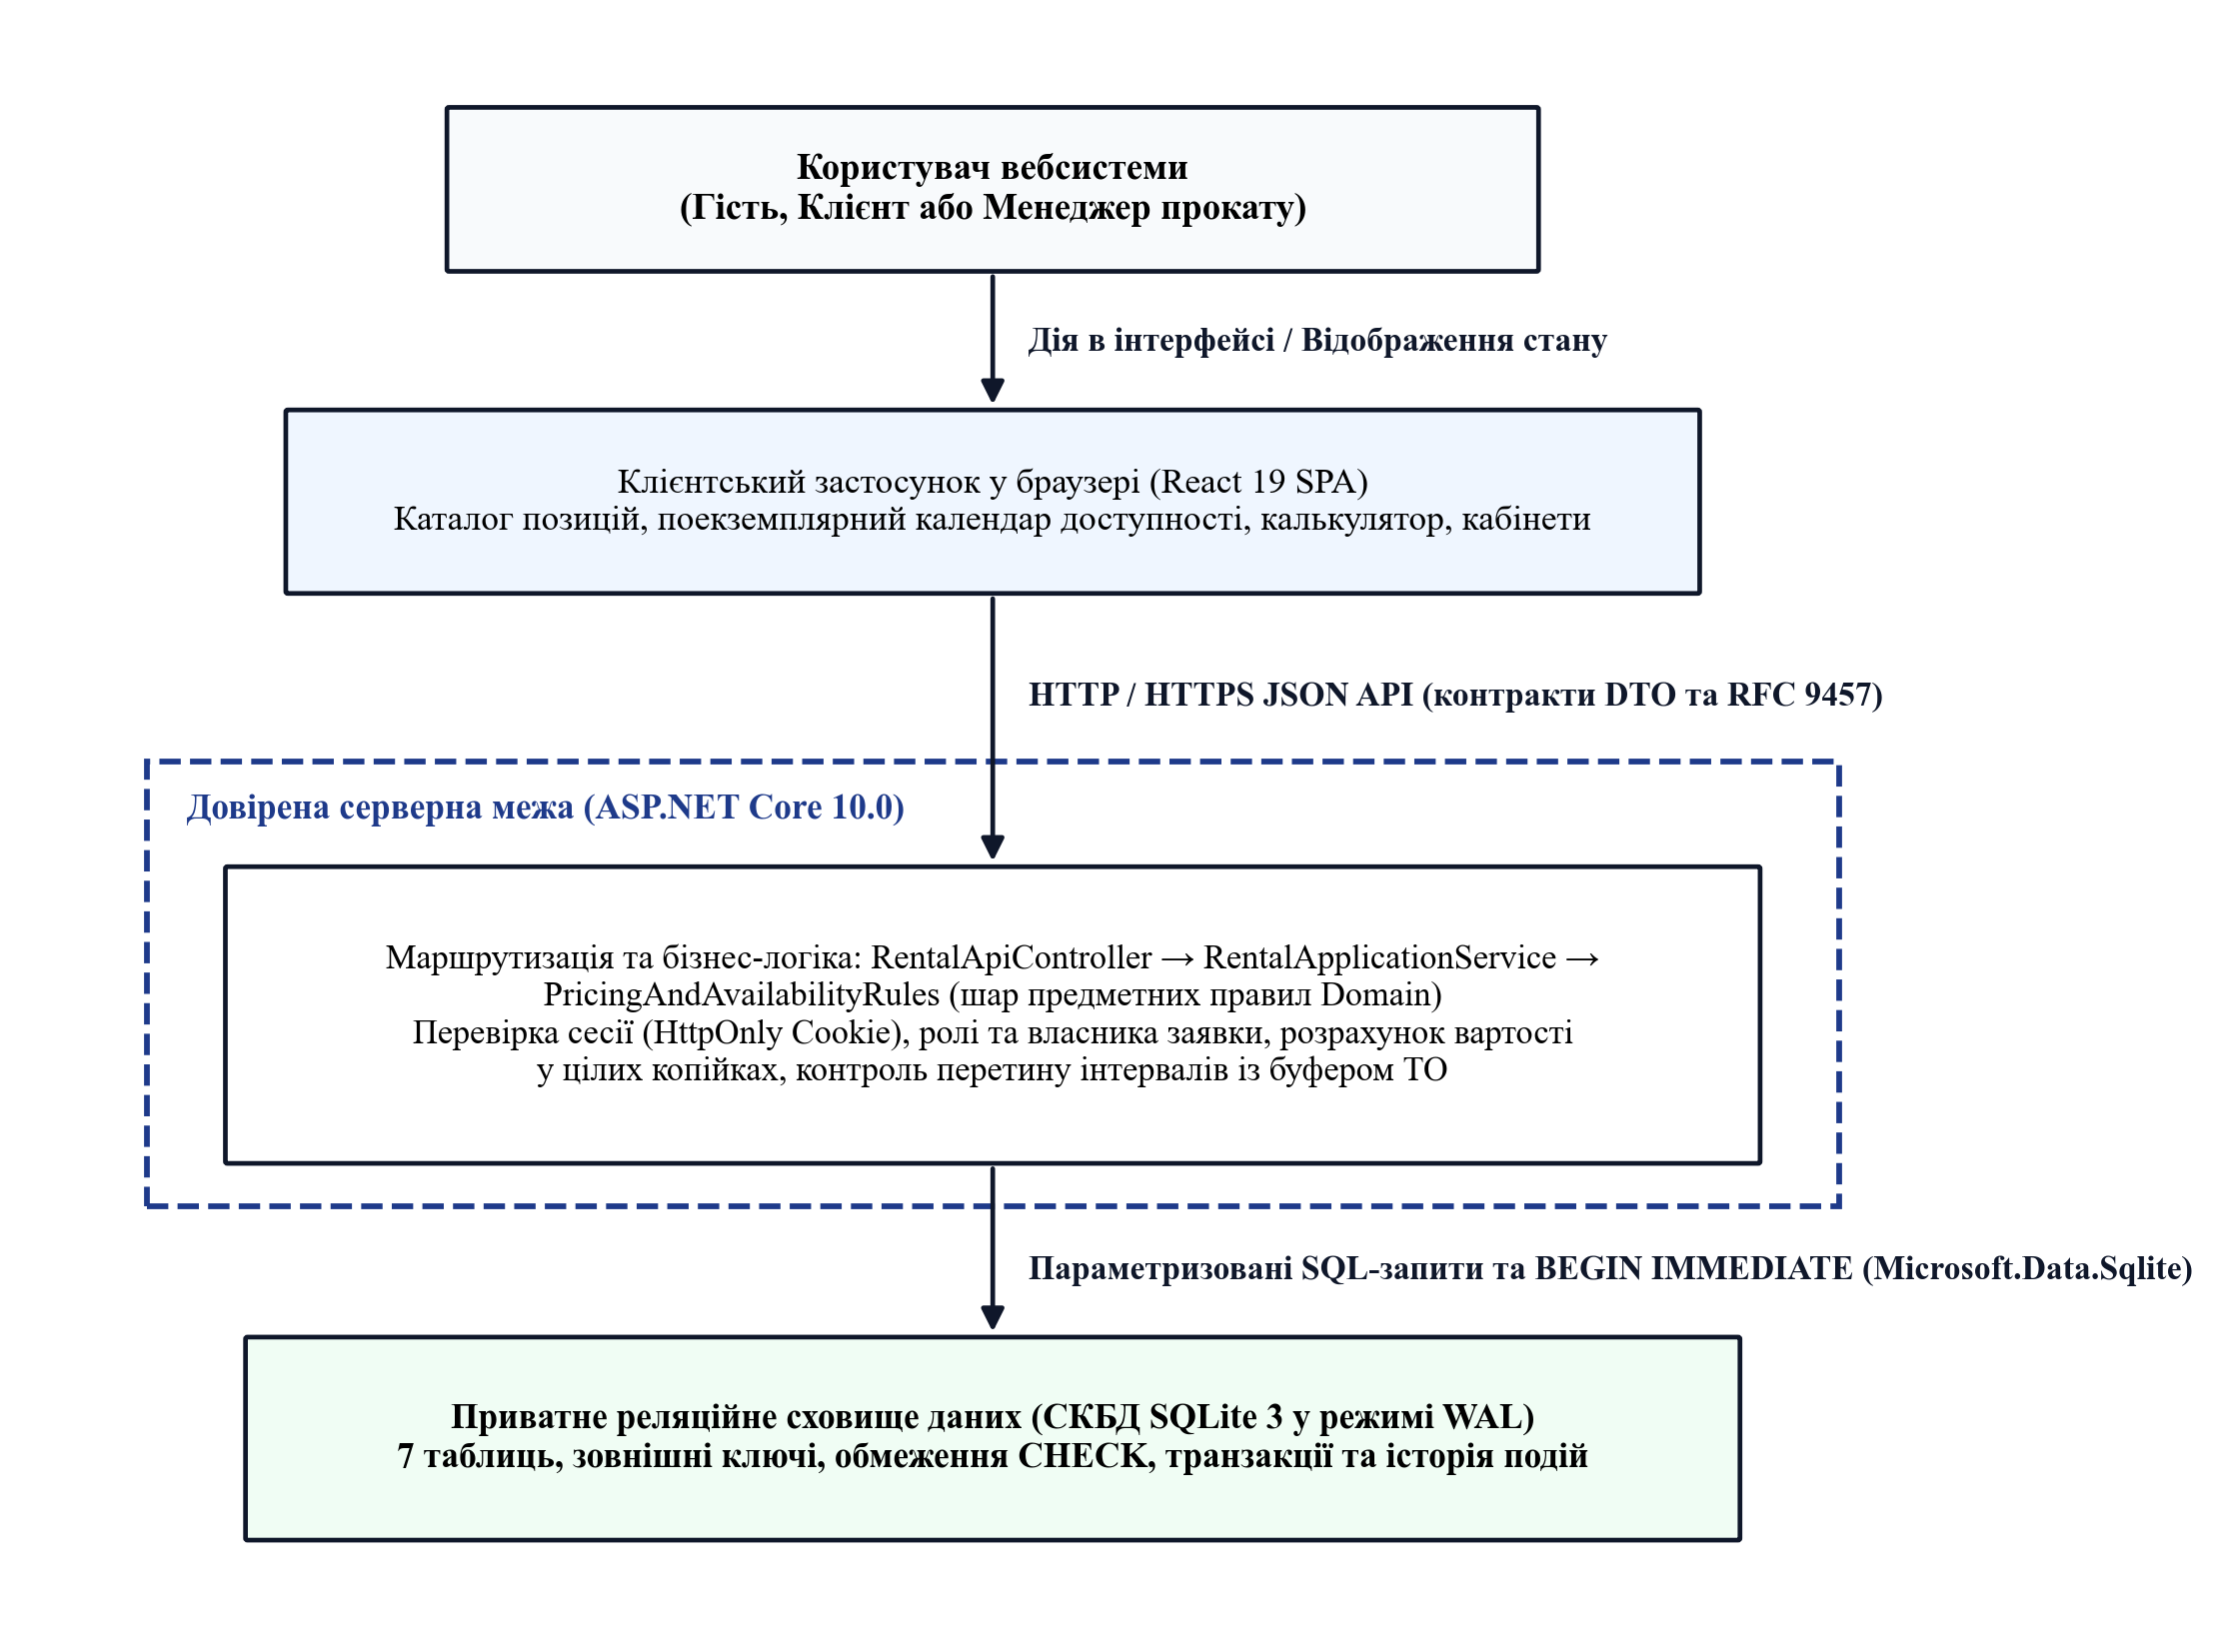 Користувач вебсистеми
(Гість, Клієнт або Менеджер прокату)
Дія в інтерфейсі / Відображення стану
Клієнтський застосунок у браузері (React 19 SPA)
Каталог позицій, поекземплярний календар доступності, калькулятор, кабінети
HTTP / HTTPS JSON API (контракти DTO та RFC 9457)
Довірена серверна межа (ASP.NET Core 10.0)
Маршрутизація та бізнес-логіка: RentalApiController → RentalApplicationService →
PricingAndAvailabilityRules (шар предметних правил Domain)
Перевірка сесії (HttpOnly Cookie), ролі та власника заявки, розрахунок вартості
у цілих копійках, контроль перетину інтервалів із буфером ТО
Параметризовані SQL-запити та BEGIN IMMEDIATE (Microsoft.Data.Sqlite)
Приватне реляційне сховище даних (СКБД SQLite 3 у режимі WAL)
7 таблиць, зовнішні ключі, обмеження CHECK, транзакції та історія подій